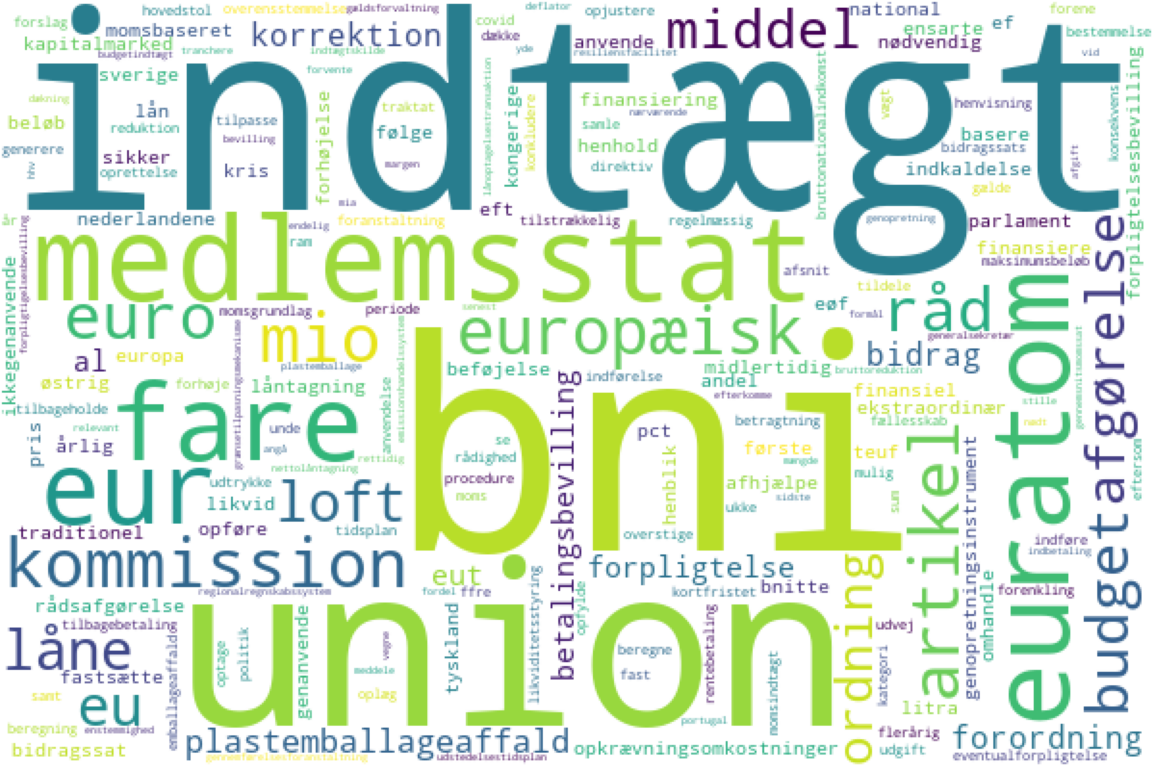 forslag
hovedstol
overensstemmelse
gældsforvaltning
deflator
opjustere
national
ensarte
ef
forene
kapitalmarked
momsbaseret
korrektion
covid
dække
anvende
middel
nødvendig
bestemmelse
budgetindtægt
tranchere
indtægtskilde
yde
resiliensfacilitet
vid
sverige
forvente
indtægt
dækning
lån
traktat
finansiering
vægt
henvisning
beløb
reduktion
tilpasse
følge
samle
nærværende
basere
generere
bevilling
henhold
bidragssats
sikker
kris
margen
direktiv
indkaldelse
afgift
hhv
oprettelse
forhøjelse
lånoptagelsestransaktion
kongerige
konkludere
bruttonationalindkomst
gælde
konsekvens
forpligtelsesbevilling
mia
eft
år
nederlandene
endelig
foranstaltning
tilstrækkelig
regelmæssig
genopretning
parlament
ram
medlemsstat
afsnit
finansiere
maksimumsbeløb
tildele
ikkegenanvende
forpligtigelsesbevilling
euro
momsgrundlag
periode
senest
eøf
formål
råd
mio
europæisk
generalsekretær
al
europa
plastemballage
bidrag
østrig
forhøje
låntagning
beføjelse
indførelse
midlertidig
bruttoreduktion
andel
finansiel
efterkomme
tilbageholde
fare
anvendelse
emissionshandelssystem
grænsetilpasningsmekanisme
ekstraordinær
stille
gennemsnitsmomssat
relevant
unde
rettidig
betragtning
fællesskab
nødt
pris
årlig
angå
se
pct
første
teuf
bni
nettolåntagning
rådighed
henblik
mængde
mulig
eur
udtrykke
procedure
afhjælpe
eftersom
likvid
loft
moms
betalingsbevilling
sidste
sum
ukke
artikel
euratom
budgetafgørelse
traditionel
opføre
tidsplan
overstige
indføre
indbetaling
kommission
eut
forpligtelse
genopretningsinstrument
omhandle
regionalregnskabssystem
fordel
ffre
kortfristet
bnitte
forenkling
rådsafgørelse
likviditetsstyring
opfylde
ordning
tilbagebetaling
union
udvej
låne
optage
politik
genanvende
vegne
tyskland
beregne
rentebetaling
momsindtægt
kategori
fastsætte
meddele
fast
samt
eu
emballageaffald
oplæg
litra
beregning
enstemmighed
portugal
flerårig
forordning
bidragssat
plastemballageaffald
opkrævningsomkostninger
udgift
gennemførelsesforanstaltning
udstedelsestidsplan
eventualforpligtelse